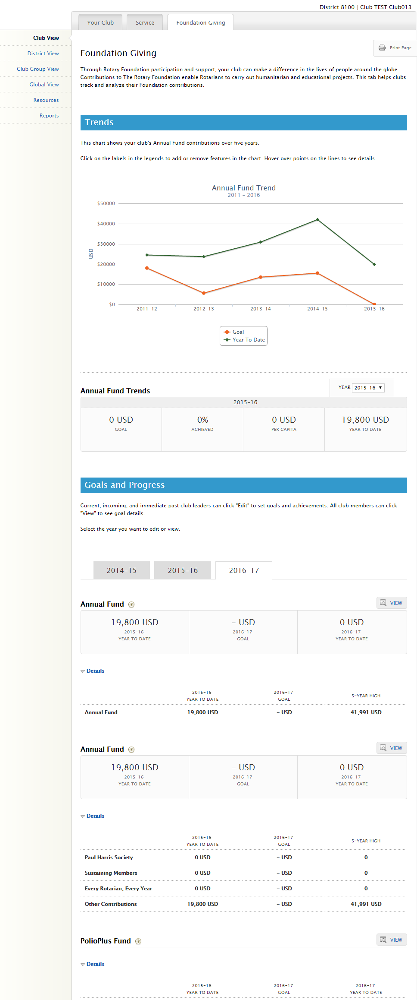 District 8100 | Club TEST Club013
Your Club
Service
Foundation Giving
Club View
District View
Club Group View
Global View
Resources
Reports
Print Page
Foundation Giving
Through Rotary Foundation participation and support, your club can make a difference in the lives of people around the globe.
Contributions to The Rotary Foundation enable Rotarians to carry out humanitarian and educational projects. This tab helps clubs
track and analyze their Foundation contributions.
Trends
This chart shows your club's Annual Fund contributions over five years.
Click on the labels in the legends to add or remove features in the chart. Hover over points on the lines to see details.
Annual Fund Trend
2011 - 2016
$50000
$40000
$30000
USD
$20000
$10000
$0
2011-12 2012-13 2013-14 2014-15 2015-16
Goal
Year To Date
Annual Fund Trends
YEAR 2015-16
2015-16
0 USD 0% 0 USD 19,800 USD
GOAL ACHIEVED PER CAPITA YEAR TO DATE
Goals and Progress
Current, incoming, and immediate past club leaders can click "Edit" to set goals and achievements. All club members can click
"View" to see goal details.
Select the year you want to edit or view.
2014-15 2015-16 2016-17
Annual Fund ? VIEW
19,800 USD - USD 0 USD
2015-16 2016-17 2016-17
YEAR TO DATE GOAL YEAR TO DATE
Details
2015-16 2016-17
YEAR TO DATE GOAL 5-YEAR HIGH
Annual Fund 19,800 USD - USD 41,991 USD
Annual Fund ? VIEW
19,800 USD - USD 0 USD
2015-16 2016-17 2016-17
YEAR TO DATE GOAL YEAR TO DATE
Details
2015-16 2016-17
YEAR TO DATE GOAL 5-YEAR HIGH
Paul Harris Society 0 USD - USD 0
Sustaining Members 0 USD - USD 0
Every Rotarian, Every Year 0 USD - USD 0
Other Contributions 19,800 USD - USD 41,991 USD
PolioPlus Fund ? VIEW
Details
2015-16 2016-17 2016-17
YEAR TO DATE GOAL YEAR TO DATE